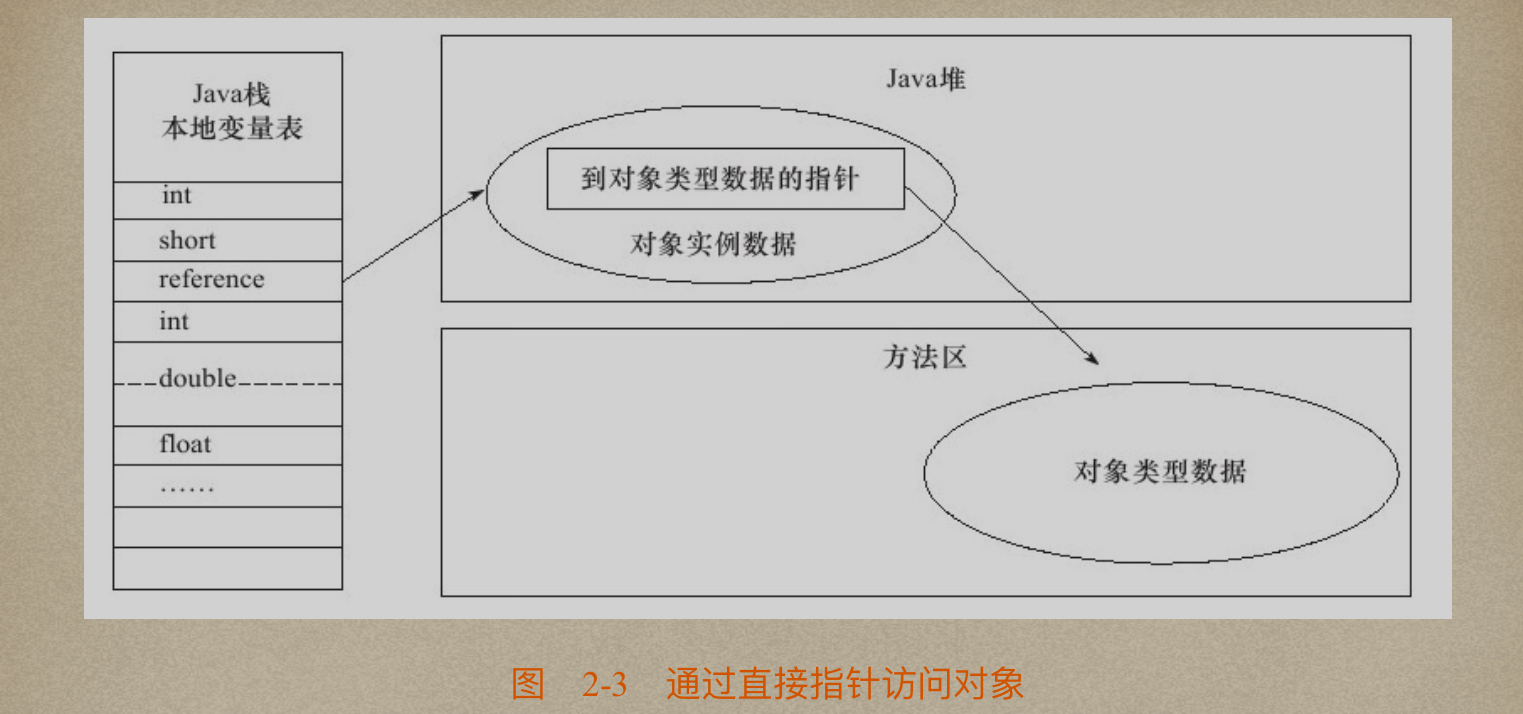 Java栈
本地变量表
int
short
reference
int
double
float
……
Java堆
到对象类型数据的指针
对象实例数据
方法区
对象类型数据
图 2-3 通过直接指针访问对象